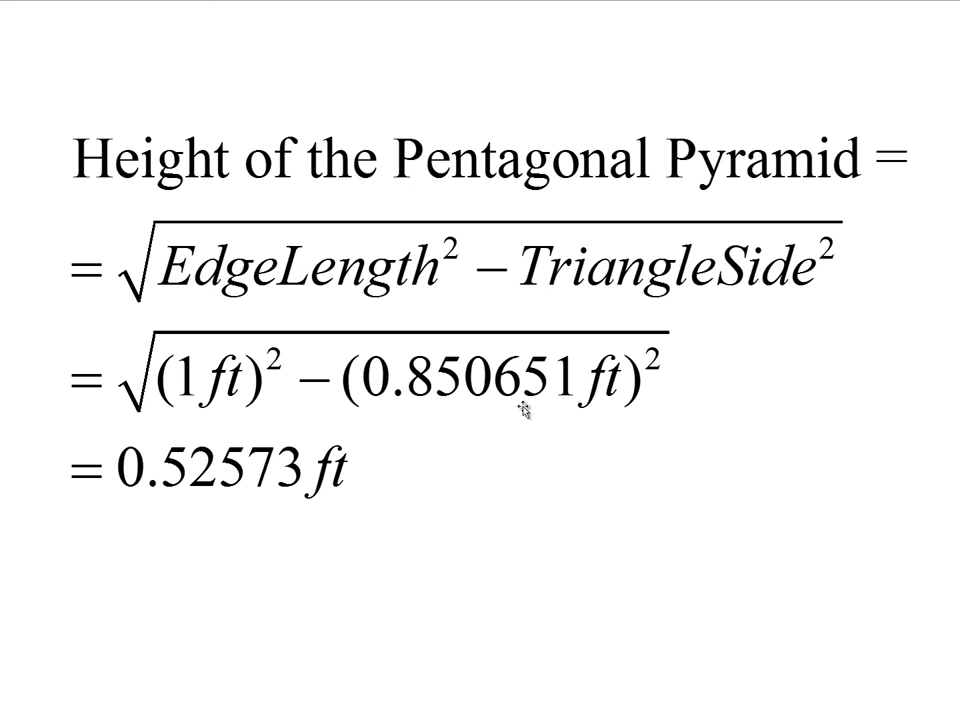 Height of the Pentagonal Pyramid =
= √(EdgeLength² − TriangleSide²)
= √((1 ft)² − (0.850651 ft)²)
= 0.52573 ft